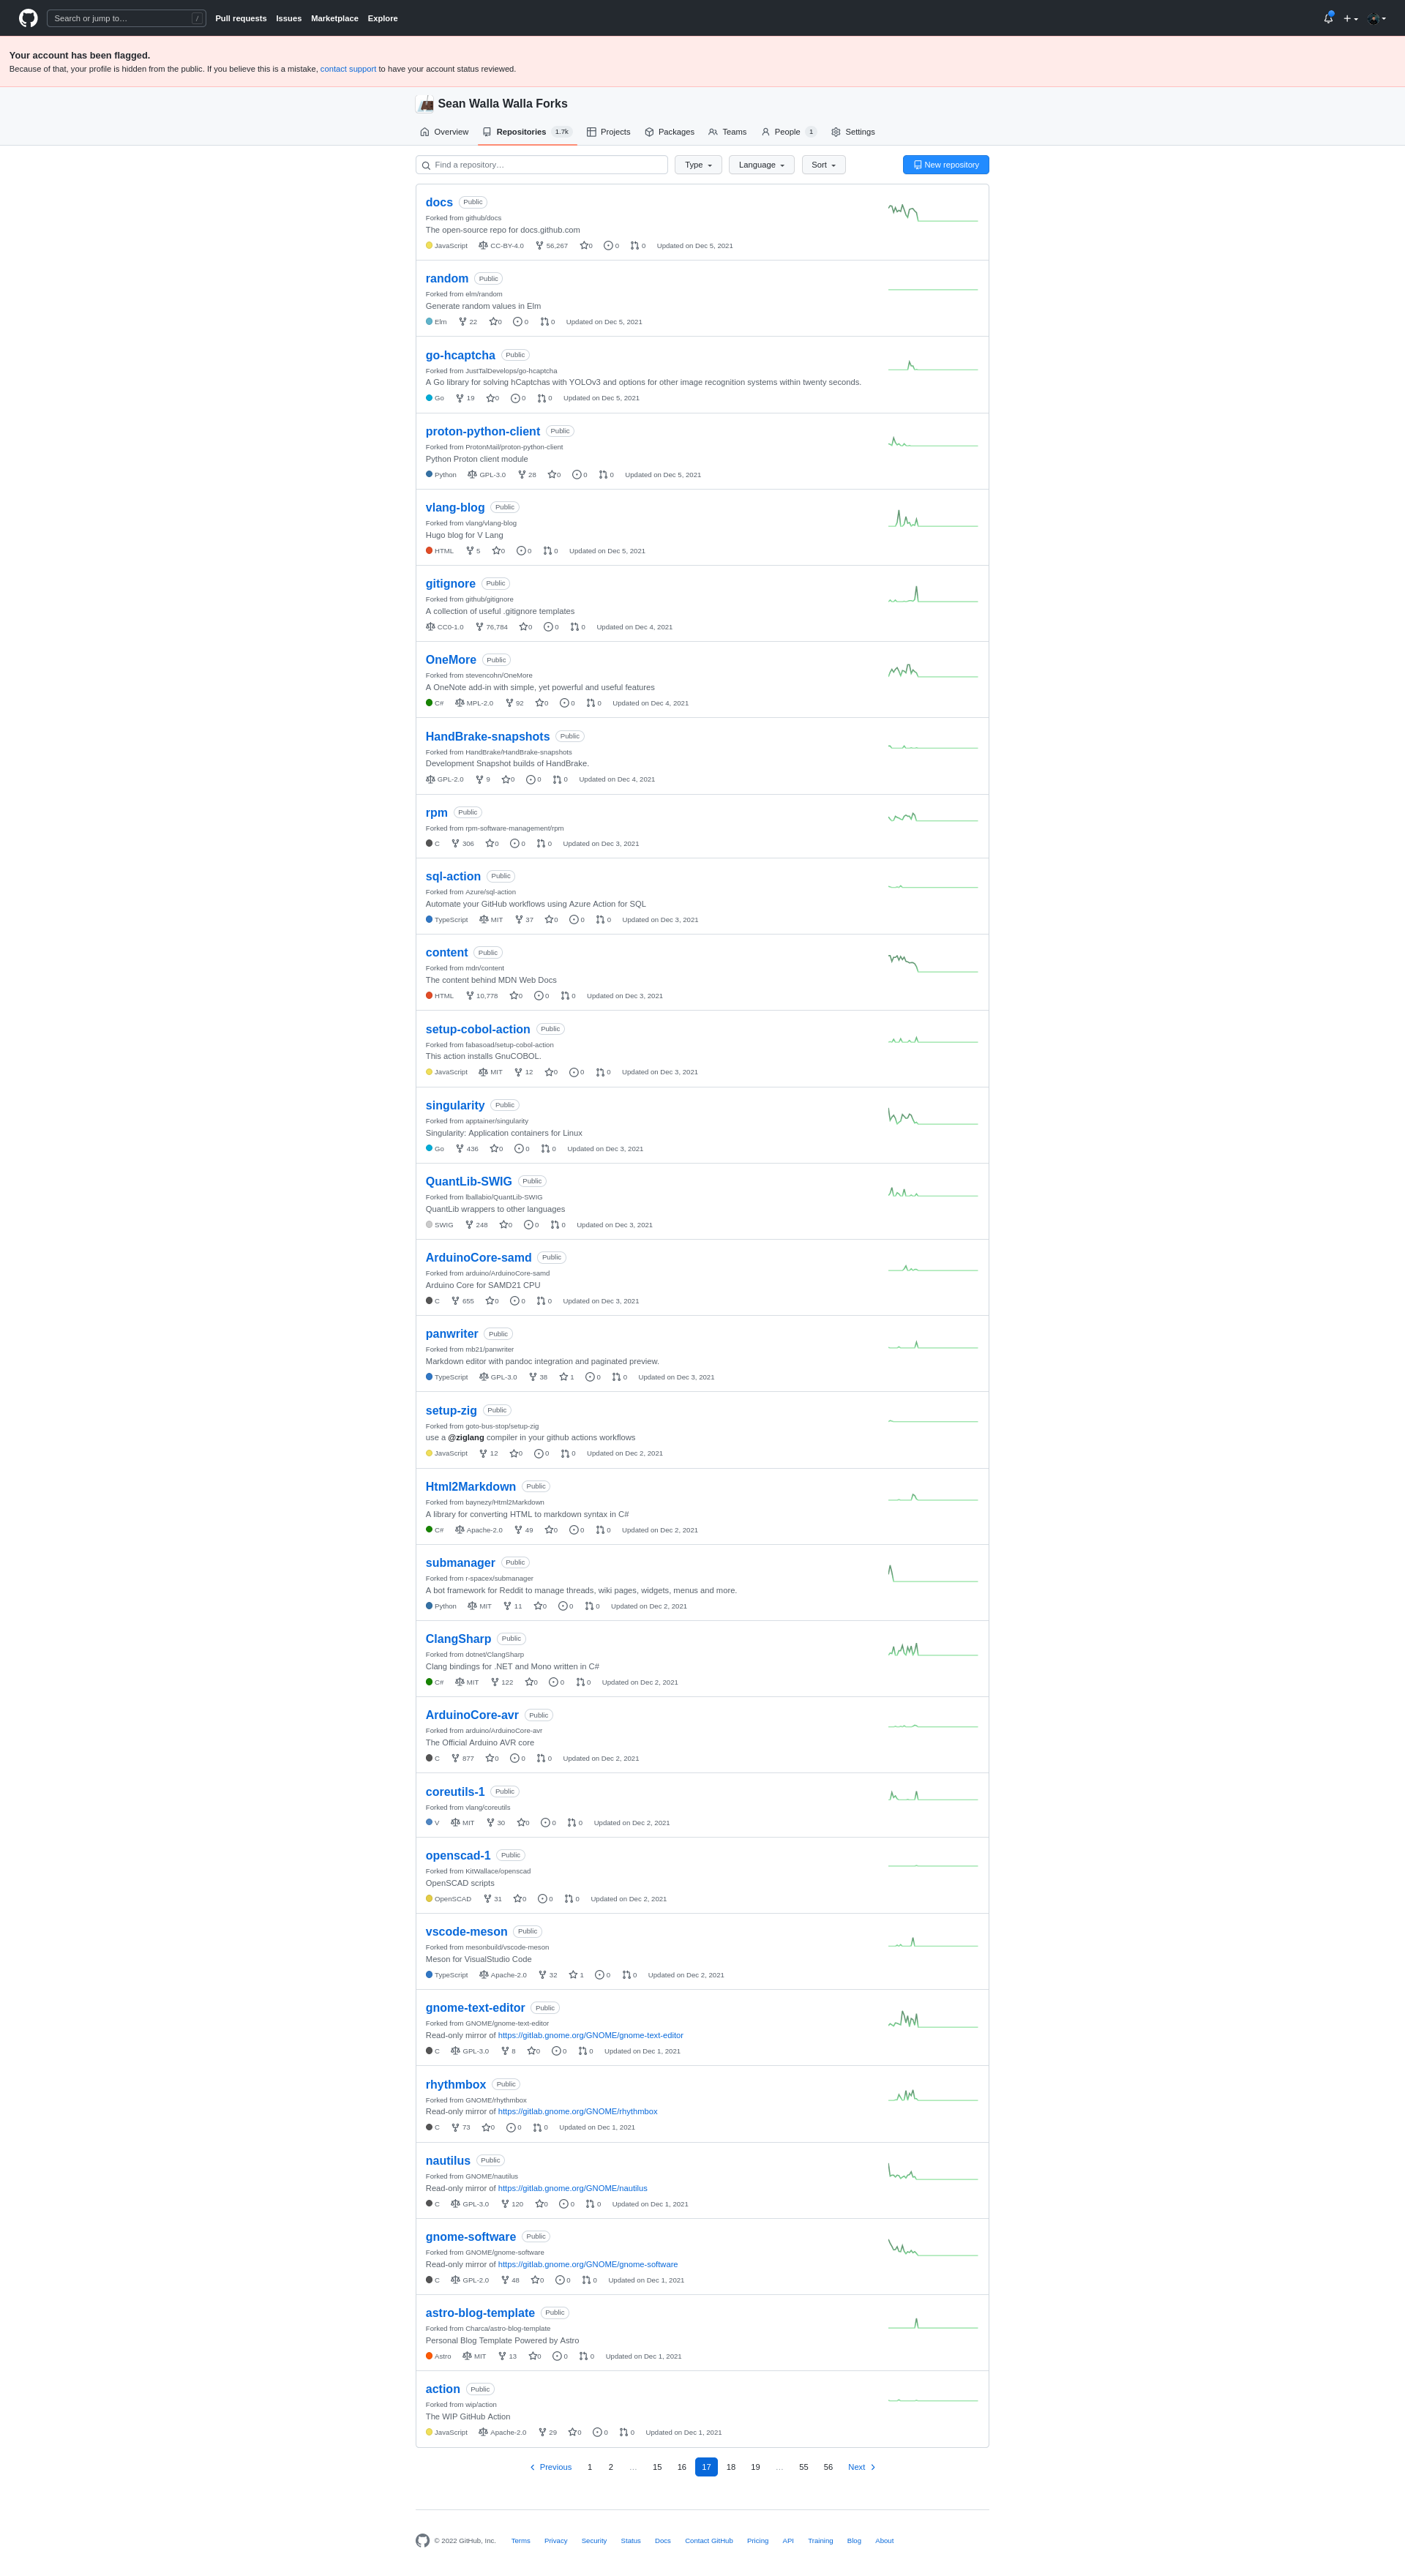 Search or jump to… /
Pull requests Issues Marketplace Explore
Your account has been flagged.
Because of that, your profile is hidden from the public. If you believe this is a mistake, contact support to have your account status reviewed.
Sean Walla Walla Forks
Overview Repositories 1.7k Projects Packages Teams People 1 Settings
Find a repository… Type Language Sort New repository
docs Public
Forked from github/docs
The open-source repo for docs.github.com
JavaScript CC-BY-4.0 56,267 0 0 0 Updated on Dec 5, 2021
random Public
Forked from elm/random
Generate random values in Elm
Elm 22 0 0 0 Updated on Dec 5, 2021
go-hcaptcha Public
Forked from JustTalDevelops/go-hcaptcha
A Go library for solving hCaptchas with YOLOv3 and options for other image recognition systems within twenty seconds.
Go 19 0 0 0 Updated on Dec 5, 2021
proton-python-client Public
Forked from ProtonMail/proton-python-client
Python Proton client module
Python GPL-3.0 28 0 0 0 Updated on Dec 5, 2021
vlang-blog Public
Forked from vlang/vlang-blog
Hugo blog for V Lang
HTML 5 0 0 0 Updated on Dec 5, 2021
gitignore Public
Forked from github/gitignore
A collection of useful .gitignore templates
CC0-1.0 76,784 0 0 0 Updated on Dec 4, 2021
OneMore Public
Forked from stevencohn/OneMore
A OneNote add-in with simple, yet powerful and useful features
C# MPL-2.0 92 0 0 0 Updated on Dec 4, 2021
HandBrake-snapshots Public
Forked from HandBrake/HandBrake-snapshots
Development Snapshot builds of HandBrake.
GPL-2.0 9 0 0 0 Updated on Dec 4, 2021
rpm Public
Forked from rpm-software-management/rpm
C 306 0 0 0 Updated on Dec 3, 2021
sql-action Public
Forked from Azure/sql-action
Automate your GitHub workflows using Azure Action for SQL
TypeScript MIT 37 0 0 0 Updated on Dec 3, 2021
content Public
Forked from mdn/content
The content behind MDN Web Docs
HTML 10,778 0 0 0 Updated on Dec 3, 2021
setup-cobol-action Public
Forked from fabasoad/setup-cobol-action
This action installs GnuCOBOL.
JavaScript MIT 12 0 0 0 Updated on Dec 3, 2021
singularity Public
Forked from apptainer/singularity
Singularity: Application containers for Linux
Go 436 0 0 0 Updated on Dec 3, 2021
QuantLib-SWIG Public
Forked from lballabio/QuantLib-SWIG
QuantLib wrappers to other languages
SWIG 248 0 0 0 Updated on Dec 3, 2021
ArduinoCore-samd Public
Forked from arduino/ArduinoCore-samd
Arduino Core for SAMD21 CPU
C 655 0 0 0 Updated on Dec 3, 2021
panwriter Public
Forked from mb21/panwriter
Markdown editor with pandoc integration and paginated preview.
TypeScript GPL-3.0 38 1 0 0 Updated on Dec 3, 2021
setup-zig Public
Forked from goto-bus-stop/setup-zig
use a @ziglang compiler in your github actions workflows
JavaScript 12 0 0 0 Updated on Dec 2, 2021
Html2Markdown Public
Forked from baynezy/Html2Markdown
A library for converting HTML to markdown syntax in C#
C# Apache-2.0 49 0 0 0 Updated on Dec 2, 2021
submanager Public
Forked from r-spacex/submanager
A bot framework for Reddit to manage threads, wiki pages, widgets, menus and more.
Python MIT 11 0 0 0 Updated on Dec 2, 2021
ClangSharp Public
Forked from dotnet/ClangSharp
Clang bindings for .NET and Mono written in C#
C# MIT 122 0 0 0 Updated on Dec 2, 2021
ArduinoCore-avr Public
Forked from arduino/ArduinoCore-avr
The Official Arduino AVR core
C 877 0 0 0 Updated on Dec 2, 2021
coreutils-1 Public
Forked from vlang/coreutils
V MIT 30 0 0 0 Updated on Dec 2, 2021
openscad-1 Public
Forked from KitWallace/openscad
OpenSCAD scripts
OpenSCAD 31 0 0 0 Updated on Dec 2, 2021
vscode-meson Public
Forked from mesonbuild/vscode-meson
Meson for VisualStudio Code
TypeScript Apache-2.0 32 1 0 0 Updated on Dec 2, 2021
gnome-text-editor Public
Forked from GNOME/gnome-text-editor
Read-only mirror of https://gitlab.gnome.org/GNOME/gnome-text-editor
C GPL-3.0 8 0 0 0 Updated on Dec 1, 2021
rhythmbox Public
Forked from GNOME/rhythmbox
Read-only mirror of https://gitlab.gnome.org/GNOME/rhythmbox
C 73 0 0 0 Updated on Dec 1, 2021
nautilus Public
Forked from GNOME/nautilus
Read-only mirror of https://gitlab.gnome.org/GNOME/nautilus
C GPL-3.0 120 0 0 0 Updated on Dec 1, 2021
gnome-software Public
Forked from GNOME/gnome-software
Read-only mirror of https://gitlab.gnome.org/GNOME/gnome-software
C GPL-2.0 48 0 0 0 Updated on Dec 1, 2021
astro-blog-template Public
Forked from Charca/astro-blog-template
Personal Blog Template Powered by Astro
Astro MIT 13 0 0 0 Updated on Dec 1, 2021
action Public
Forked from wip/action
The WIP GitHub Action
JavaScript Apache-2.0 29 0 0 0 Updated on Dec 1, 2021
Previous 1 2 … 15 16 17 18 19 … 55 56 Next
© 2022 GitHub, Inc. Terms Privacy Security Status Docs Contact GitHub Pricing API Training Blog About